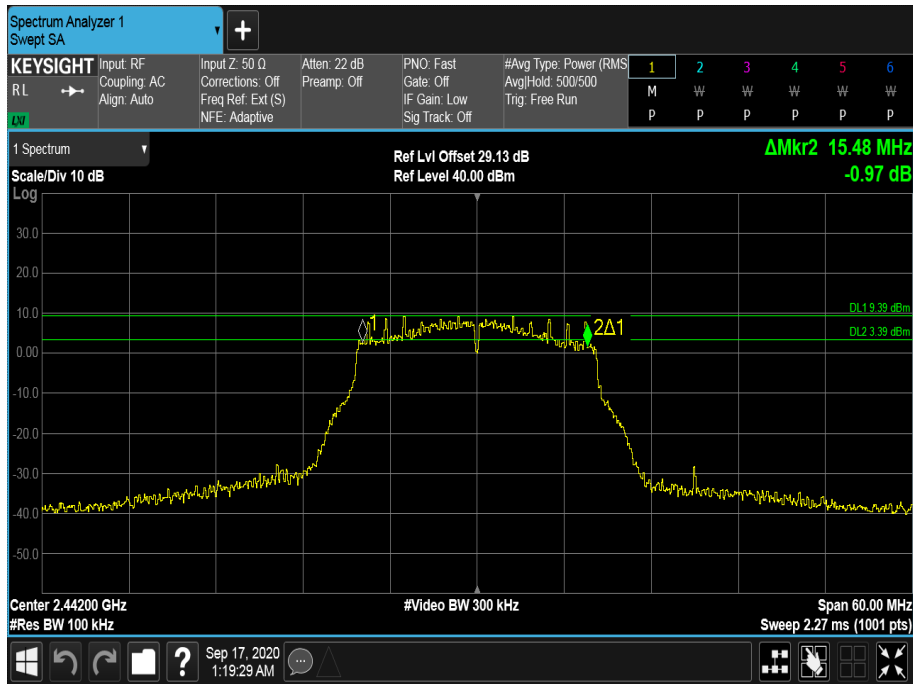 Spectrum Analyzer 1
Swept SA
+
KEYSIGHT
RL
LXI
Input: RF
Coupling: AC
Align: Auto
Input Z: 50 Ω
Corrections: Off
Freq Ref: Ext (S)
NFE: Adaptive
Atten: 22 dB
Preamp: Off
PNO: Fast
Gate: Off
IF Gain: Low
Sig Track: Off
#Avg Type: Power (RMS
Avg|Hold: 500/500
Trig: Free Run
1 2 3 4 5 6
M W W W W W
P P P P P P
1 Spectrum
Scale/Div 10 dB
Log
Ref Lvl Offset 29.13 dB
Ref Level 40.00 dBm
ΔMkr2 15.48 MHz
-0.97 dB
30.0
20.0
10.0
0.00
-10.0
-20.0
-30.0
-40.0
-50.0
1
2Δ1
DL1 9.39 dBm
DL2 3.39 dBm
Center 2.44200 GHz
#Res BW 100 kHz
#Video BW 300 kHz
Span 60.00 MHz
Sweep 2.27 ms (1001 pts)
?
Sep 17, 2020
1:19:29 AM